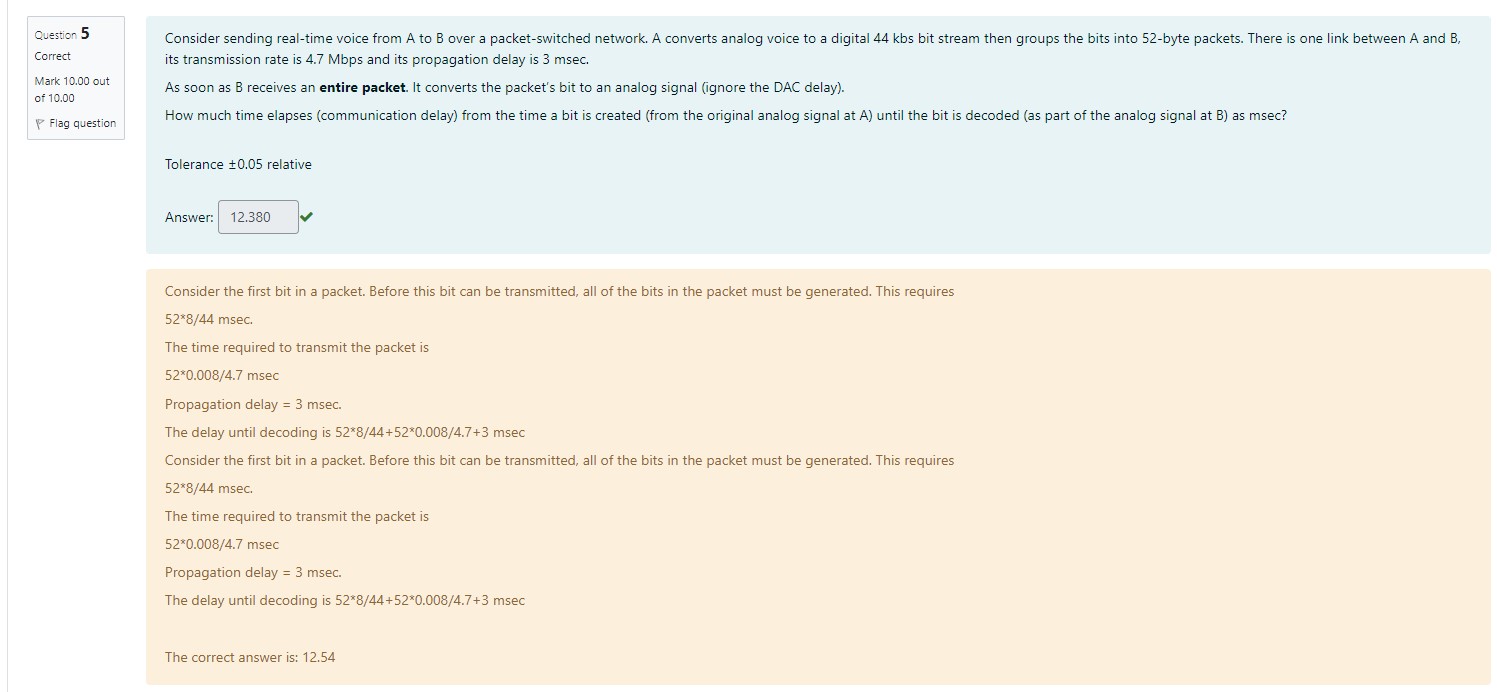 Question 5
Correct
Mark 10.00 out
of 10.00
Flag question
Consider sending real-time voice from A to B over a packet-switched network. A converts analog voice to a digital 44 kbs bit stream then groups the bits into 52-byte packets. There is one link between A and B,
its transmission rate is 4.7 Mbps and its propagation delay is 3 msec.
As soon as B receives an entire packet. It converts the packet's bit to an analog signal (ignore the DAC delay).
How much time elapses (communication delay) from the time a bit is created (from the original analog signal at A) until the bit is decoded (as part of the analog signal at B) as msec?
Tolerance ±0.05 relative
Answer: 12.380
Consider the first bit in a packet. Before this bit can be transmitted, all of the bits in the packet must be generated. This requires
52*8/44 msec.
The time required to transmit the packet is
52*0.008/4.7 msec
Propagation delay = 3 msec.
The delay until decoding is 52*8/44+52*0.008/4.7+3 msec
Consider the first bit in a packet. Before this bit can be transmitted, all of the bits in the packet must be generated. This requires
52*8/44 msec.
The time required to transmit the packet is
52*0.008/4.7 msec
Propagation delay = 3 msec.
The delay until decoding is 52*8/44+52*0.008/4.7+3 msec
The correct answer is: 12.54